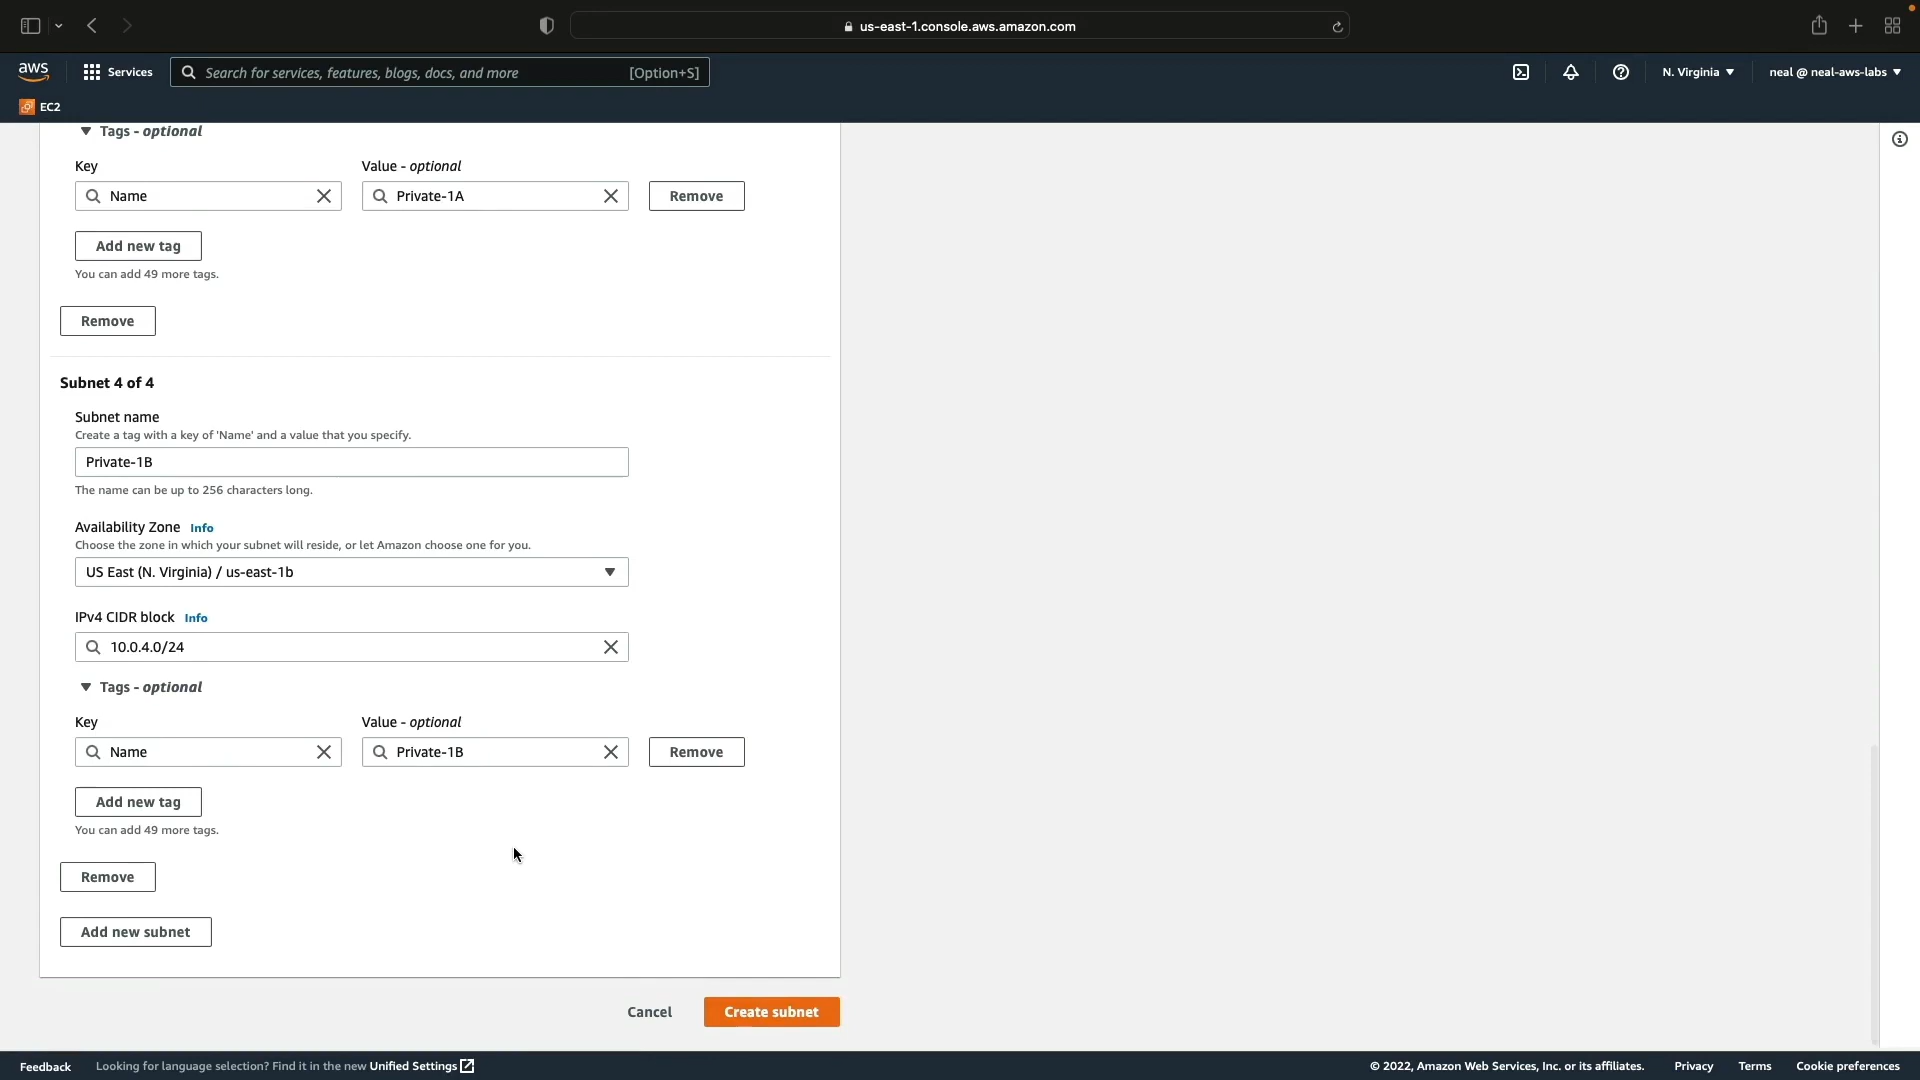 us-east-1.console.aws.amazon.com
aws
Services
Search for services, features, blogs, docs, and more
[Option+S]
N. Virginia
neal @ neal-aws-labs
EC2
Tags - optional
Key
Value - optional
Name
Private-1A
Remove
Add new tag
You can add 49 more tags.
Remove
Subnet 4 of 4
Subnet name
Create a tag with a key of 'Name' and a value that you specify.
Private-1B
The name can be up to 256 characters long.
Availability Zone Info
Choose the zone in which your subnet will reside, or let Amazon choose one for you.
US East (N. Virginia) / us-east-1b
IPv4 CIDR block Info
10.0.4.0/24
Tags - optional
Key
Value - optional
Name
Private-1B
Remove
Add new tag
You can add 49 more tags.
Remove
Add new subnet
Cancel
Create subnet
Feedback
Looking for language selection? Find it in the new Unified Settings
© 2022, Amazon Web Services, Inc. or its affiliates.
Privacy
Terms
Cookie preferences